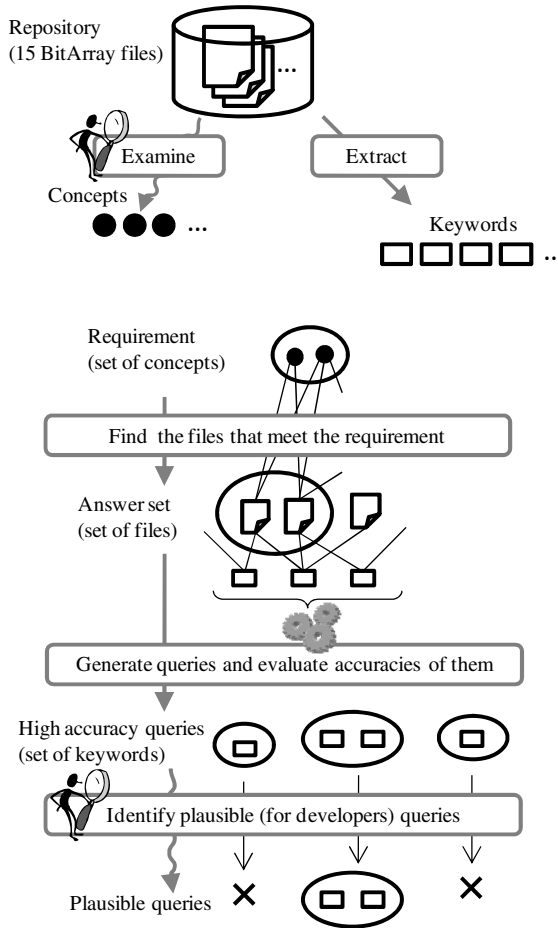 Repository
(15 BitArray files)
...
Examine
Extract
Concepts
...
Keywords
..
Requirement
(set of concepts)
Find the files that meet the requirement
Answer set
(set of files)
Generate queries and evaluate accuracies of them
High accuracy queries
(set of keywords)
Identify plausible (for developers) queries
Plausible queries